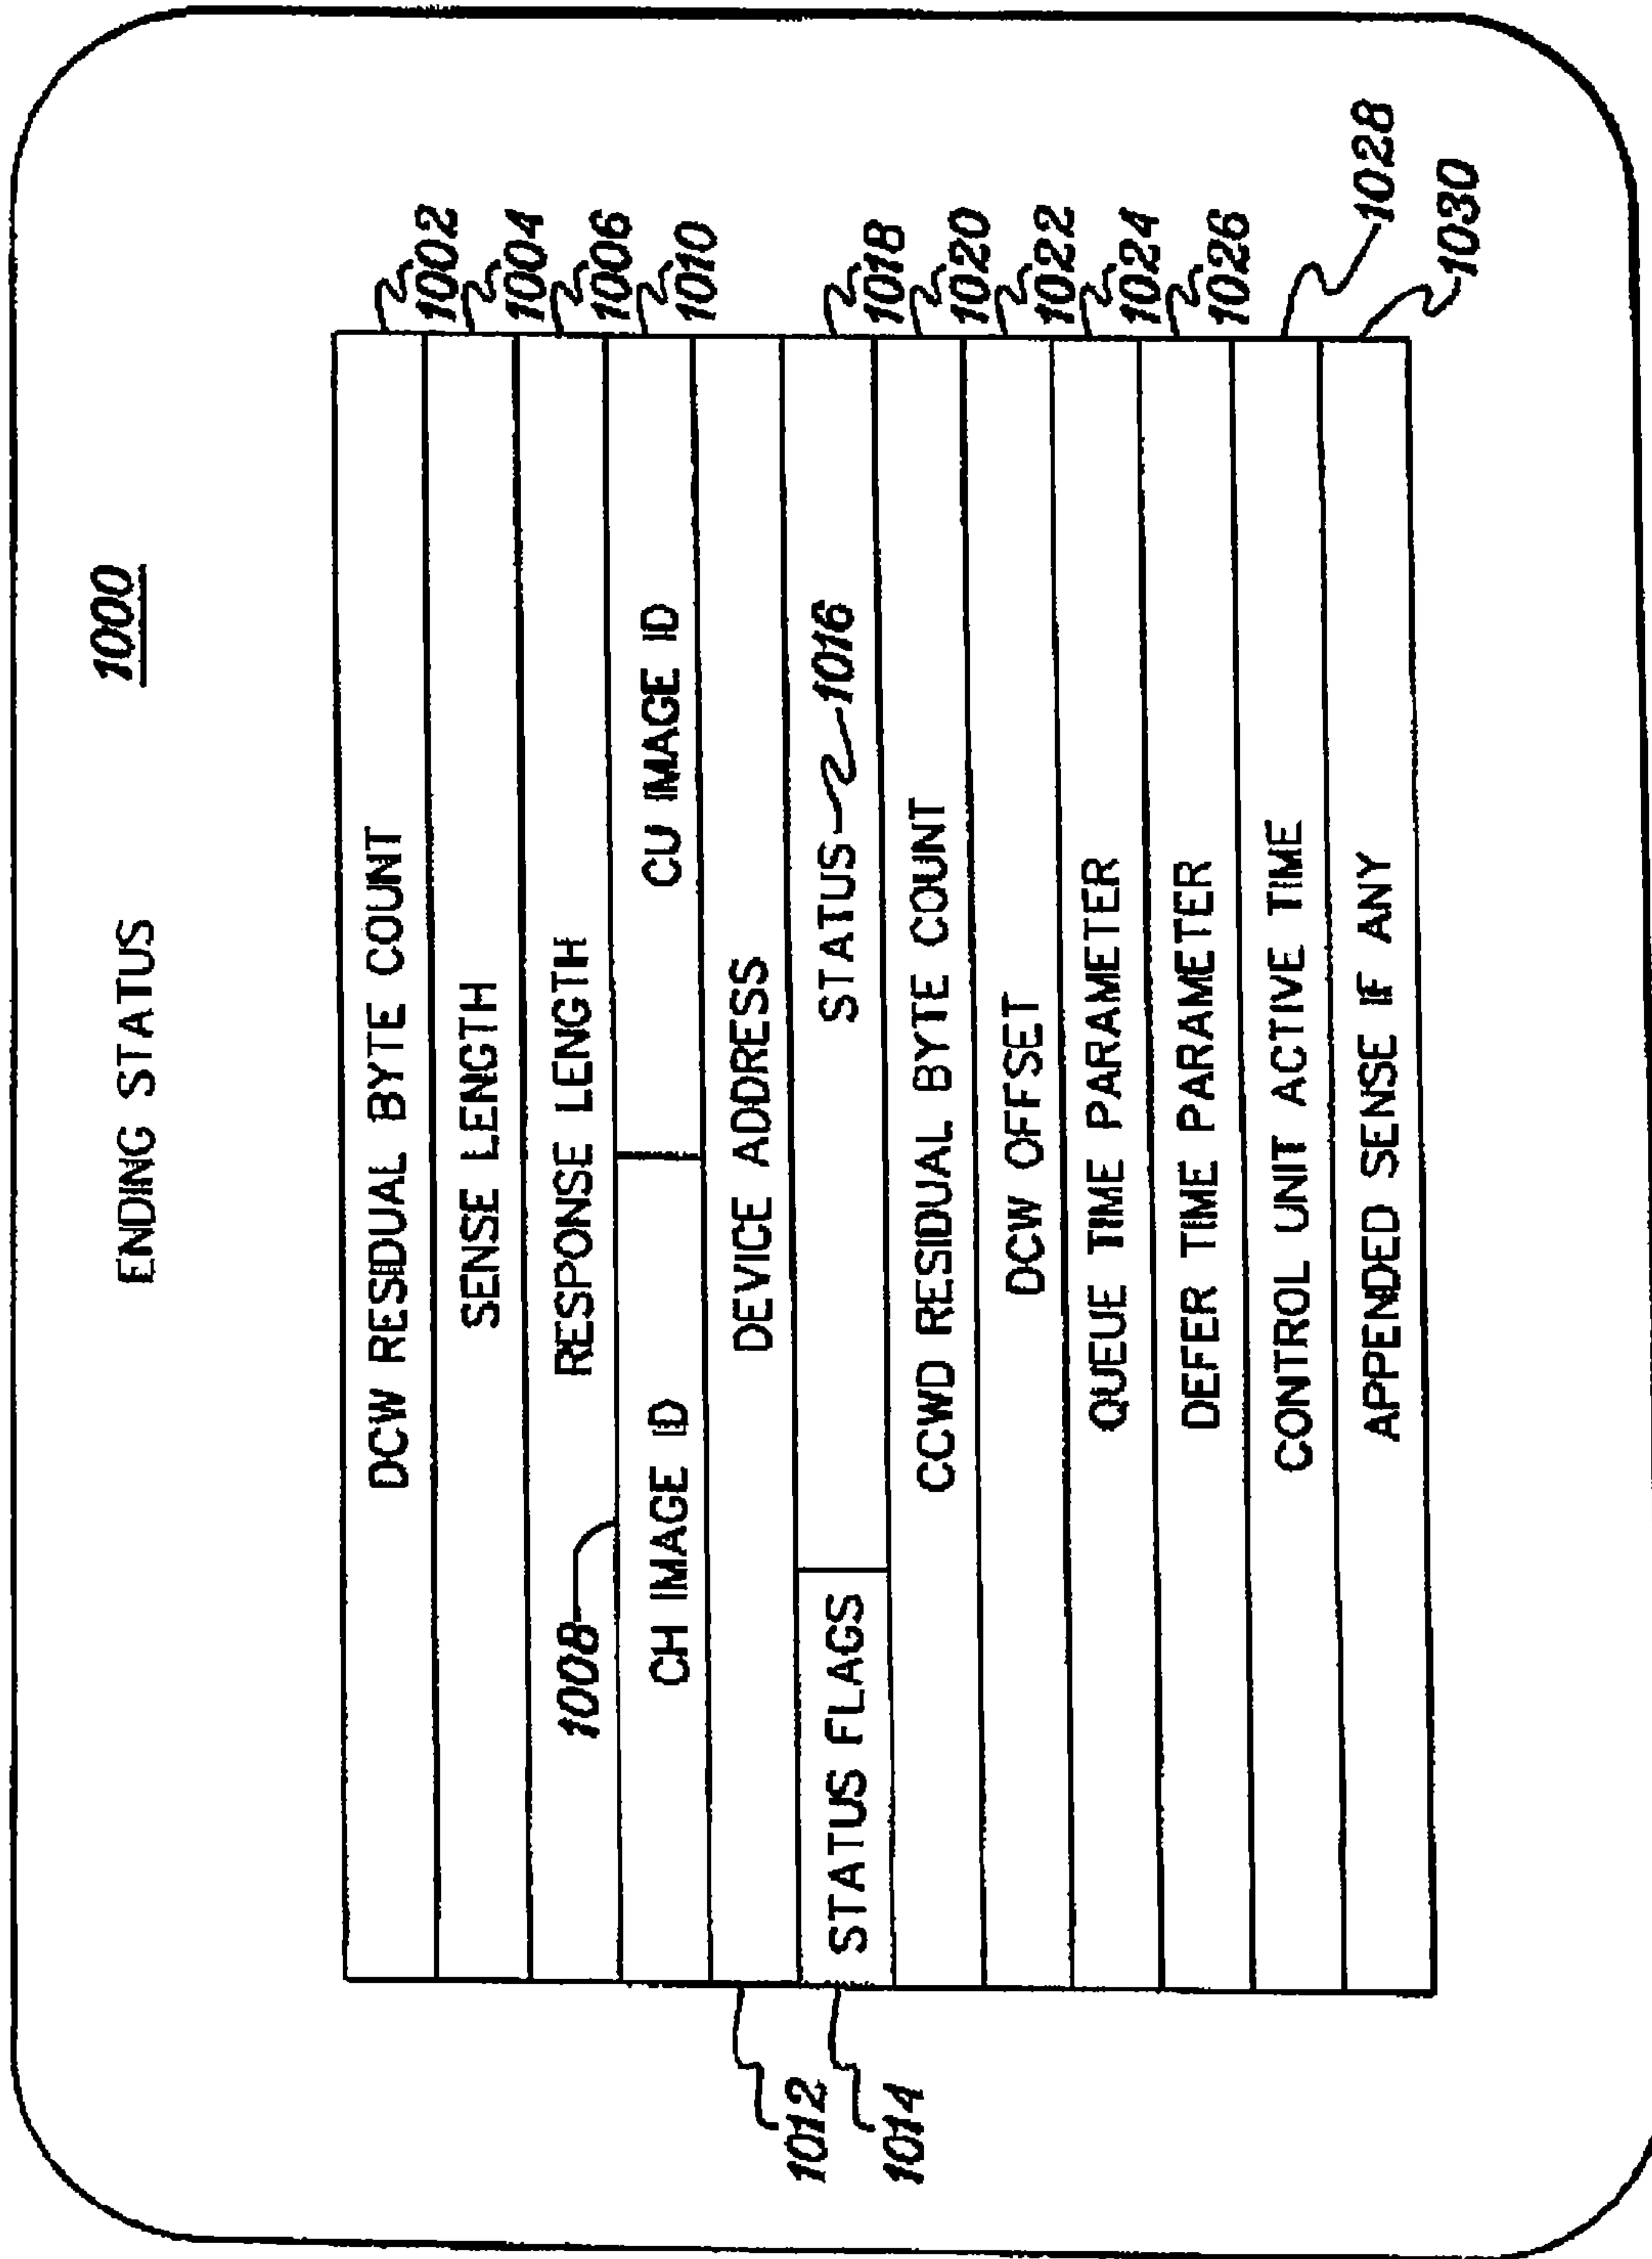 ENDING STATUS 1000
DCW RESIDUAL BYTE COUNT 1002
SENSE LENGTH 1004
1008 RESPONSE LENGTH 1006
CH IMAGE ID CU IMAGE ID 1010
1012 DEVICE ADDRESS
1014 STATUS FLAGS STATUS 1016 1018
CCWD RESIDUAL BYTE COUNT 1020
DCW OFFSET 1022
QUEUE TIME PARAMETER 1024
DEFER TIME PARAMETER 1026
CONTROL UNIT ACTIVE TIME 1028
APPENDED SENSE IF ANY 1030